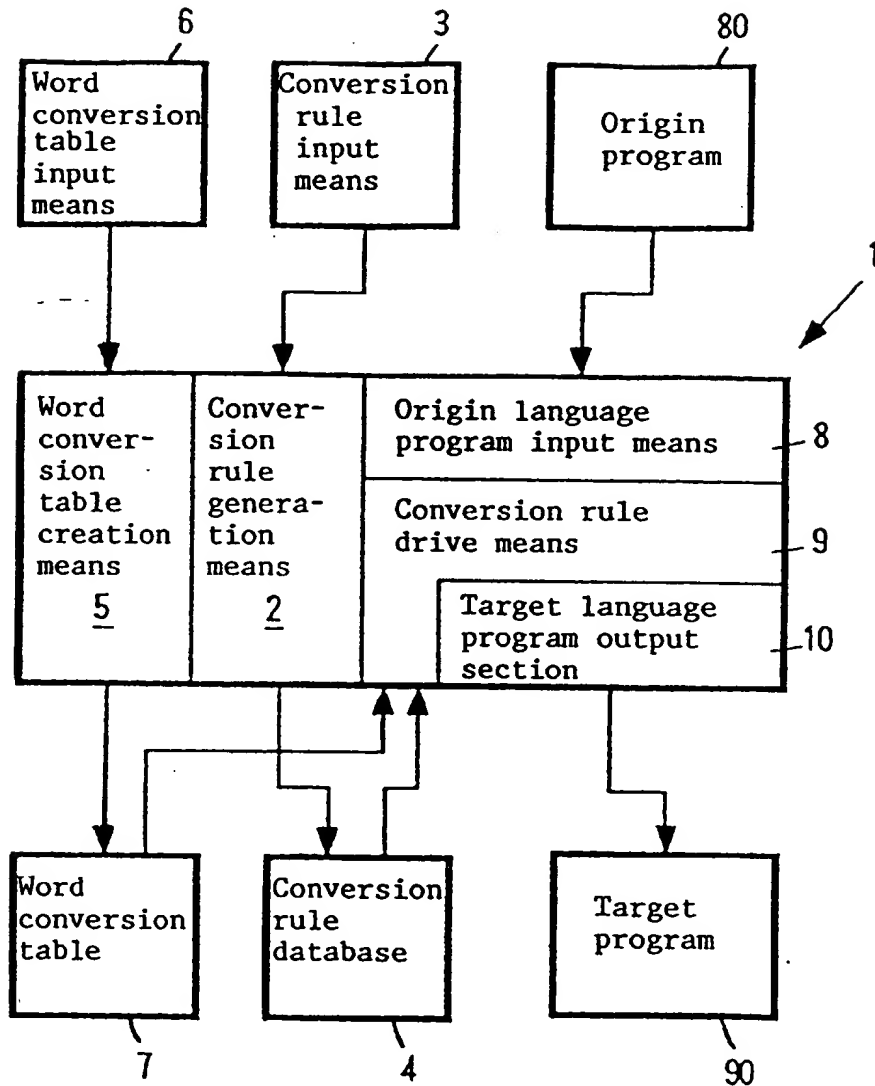 6
3
80
Word
conversion
table
input
means
Conversion
rule
input
means
Origin
program
1
Word
conver-
sion
table
creation
means
5
Conver-
sion
rule
genera-
tion
means
2
Origin language
program input means
8
Conversion rule
drive means
9
Target language
program output
section
10
Word
conversion
table
Conversion
rule
database
Target
program
7
4
90